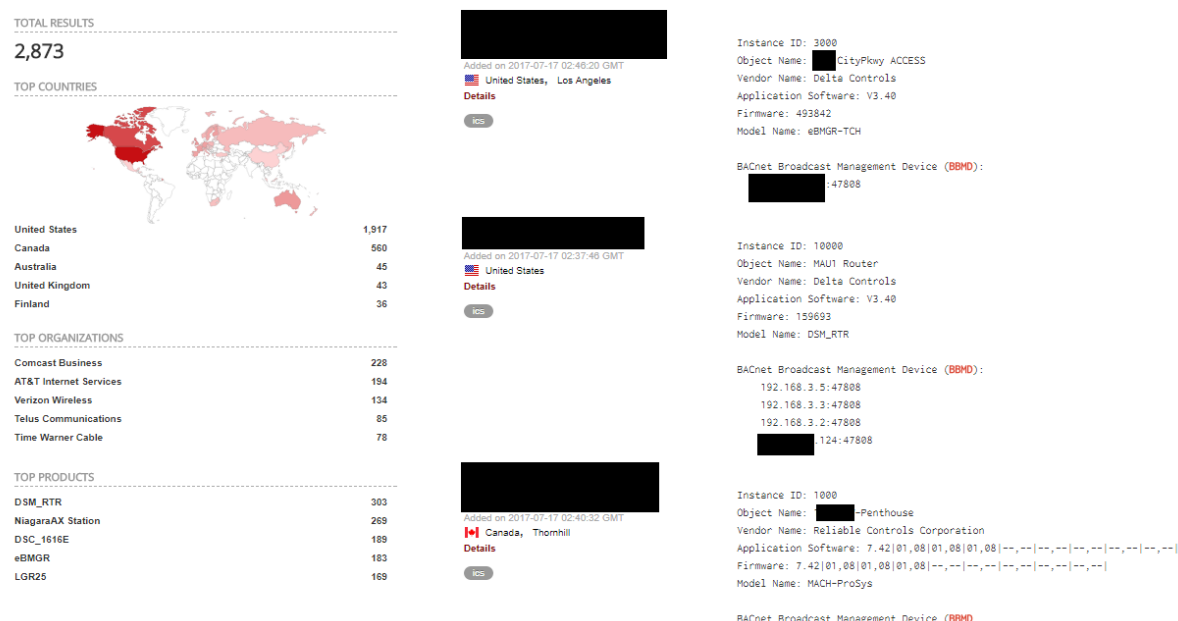 TOTAL RESULTS
2,873
TOP COUNTRIES
United States 1,917
Canada 560
Australia 45
United Kingdom 43
Finland 36
TOP ORGANIZATIONS
Comcast Business 228
AT&T Internet Services 194
Verizon Wireless 134
Telus Communications 85
Time Warner Cable 78
TOP PRODUCTS
DSM_RTR 303
NiagaraAX Station 269
DSC_1616E 189
eBMGR 183
LGR25 169
Added on 2017-07-17 02:46:20 GMT
United States, Los Angeles
Details
ics
Instance ID: 3000
Object Name: CityPkwy ACCESS
Vendor Name: Delta Controls
Application Software: V3.40
Firmware: 493842
Model Name: eBMGR-TCH
BACnet Broadcast Management Device (BBMD):
:47808
Added on 2017-07-17 02:37:46 GMT
United States
Details
ics
Instance ID: 10000
Object Name: MAU1 Router
Vendor Name: Delta Controls
Application Software: V3.40
Firmware: 159693
Model Name: DSM_RTR
BACnet Broadcast Management Device (BBMD):
192.168.3.5:47808
192.168.3.3:47808
192.168.3.2:47808
.124:47808
Added on 2017-07-17 02:40:32 GMT
Canada, Thornhill
Details
ics
Instance ID: 1000
Object Name: -Penthouse
Vendor Name: Reliable Controls Corporation
Application Software: 7.42|01,08|01,08|01,08|--,--|--,--|--,--|--,--|--,--|
Firmware: 7.42|01,08|01,08|01,08|--,--|--,--|--,--|--,--|--,--|
Model Name: MACH-ProSys
BACnet Broadcast Management Device (BBMD